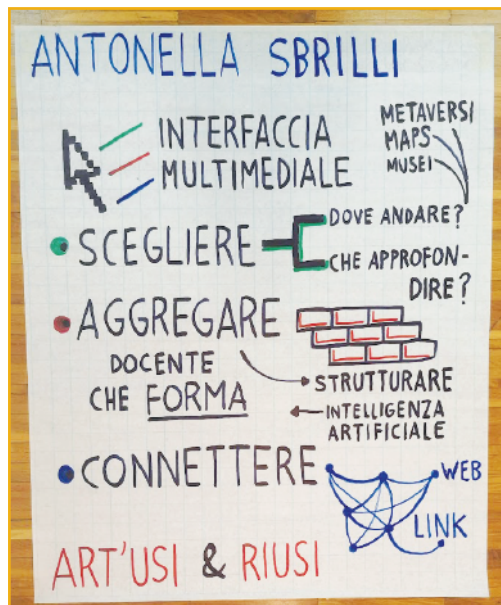 ANTONELLA SBRILLI
INTERFACCIA
MULTIMEDIALE
METAVERSI
MAPS
MUSEI
SCEGLIERE
DOVE ANDARE?
CHE APPROFON-
DIRE?
AGGREGARE
DOCENTE
CHE FORMA
STRUTTURARE
INTELLIGENZA
ARTIFICIALE
CONNETTERE
WEB
LINK
ART'USI & RIUSI